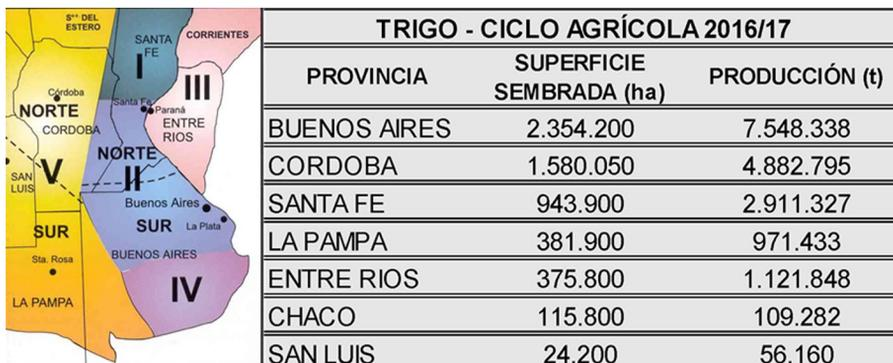 Sᵗᵒ DEL
ESTERO
SANTA
FE
CORRIENTES
I
III
Córdoba
NORTE
CORDOBA
Santa Fe
Paraná
ENTRE
RIOS
NORTE
II
SAN
LUIS
V
Buenos Aires
SUR
La Plata
SUR
BUENOS AIRES
Sta. Rosa
IV
LA PAMPA
TRIGO - CICLO AGRÍCOLA 2016/17
PROVINCIA SUPERFICIE SEMBRADA (ha) PRODUCCIÓN (t)
BUENOS AIRES 2.354.200 7.548.338
CORDOBA 1.580.050 4.882.795
SANTA FE 943.900 2.911.327
LA PAMPA 381.900 971.433
ENTRE RIOS 375.800 1.121.848
CHACO 115.800 109.282
SAN LUIS 24.200 56.160